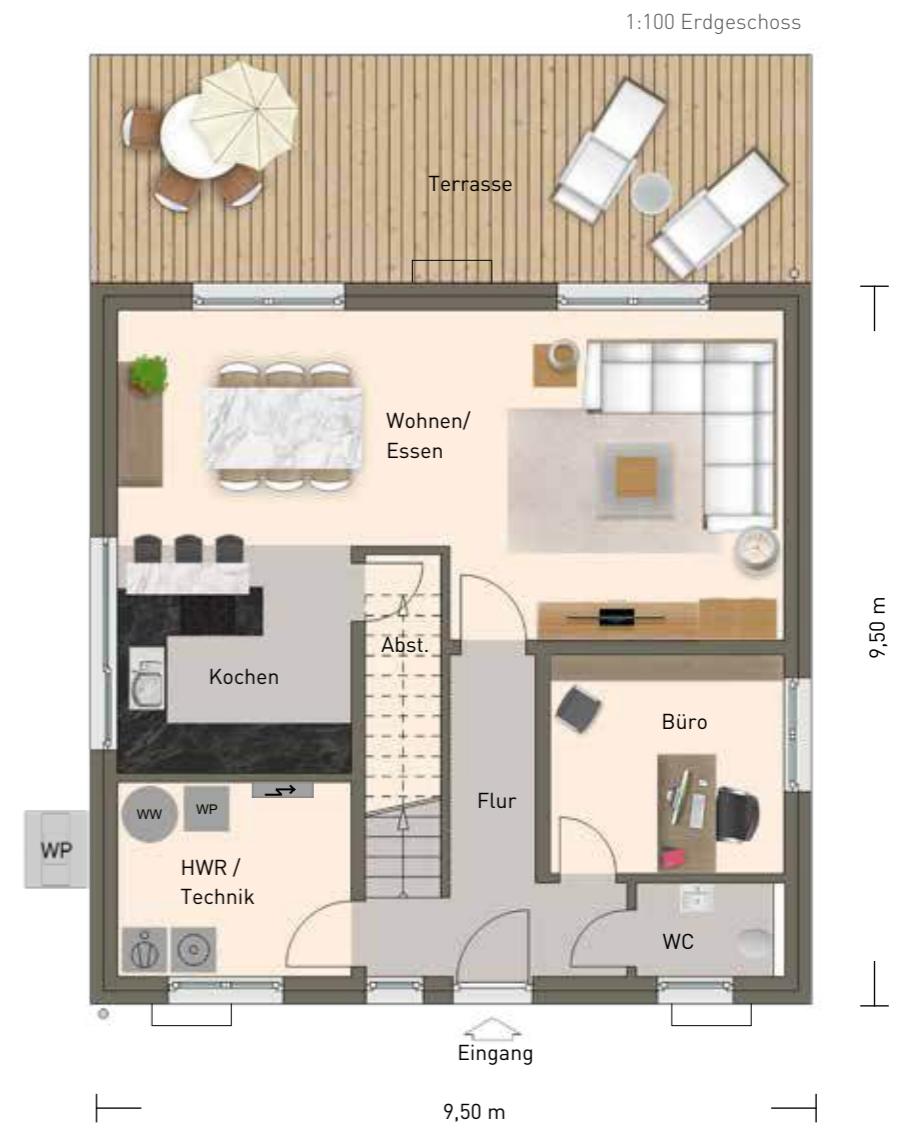 1:100 Erdgeschoss
Terrasse
Wohnen/
Essen
9,50 m
Abst.
Kochen
Büro
Flur
WW
WP
WP
HWR /
Technik
WC
Eingang
9,50 m